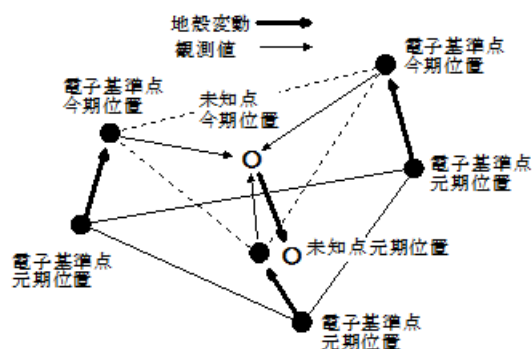 地殻変動
観測値
電子基準点
今期位置
電子基準点
今期位置
未知点
今期位置
電子基準点
元期位置
未知点元期位置
電子基準点
元期位置
電子基準点
元期位置